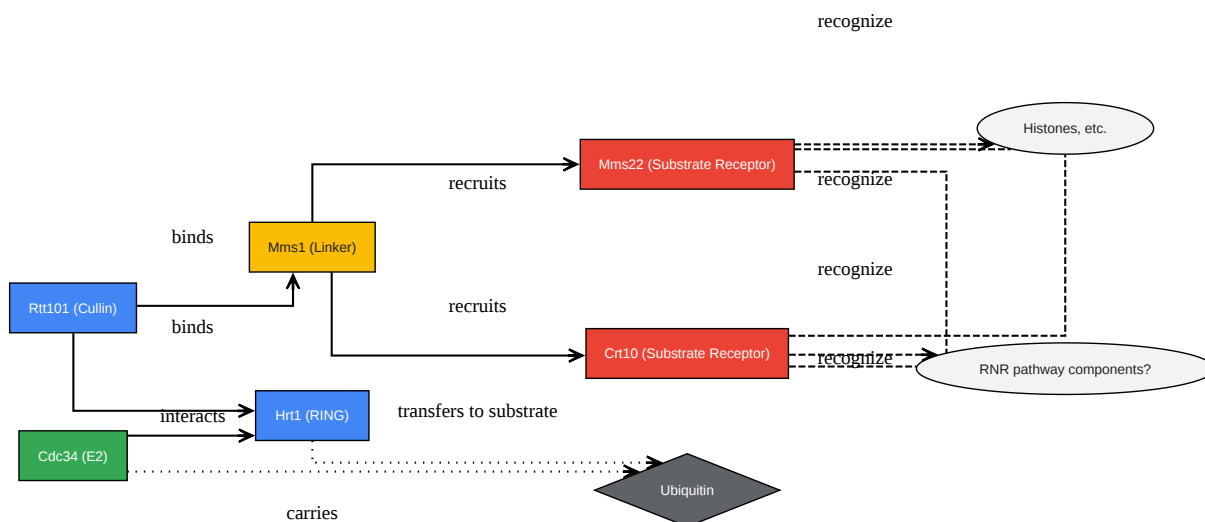 recognize
Histones, etc.
Mms22 (Substrate Receptor)
recruits
recognize
binds
Mms1 (Linker)
recognize
Rtt101 (Cullin)
recruits
binds
Crt10 (Substrate Receptor)
recognize
RNR pathway components?
interacts
Hrt1 (RING)
transfers to substrate
Cdc34 (E2)
Ubiquitin
carries